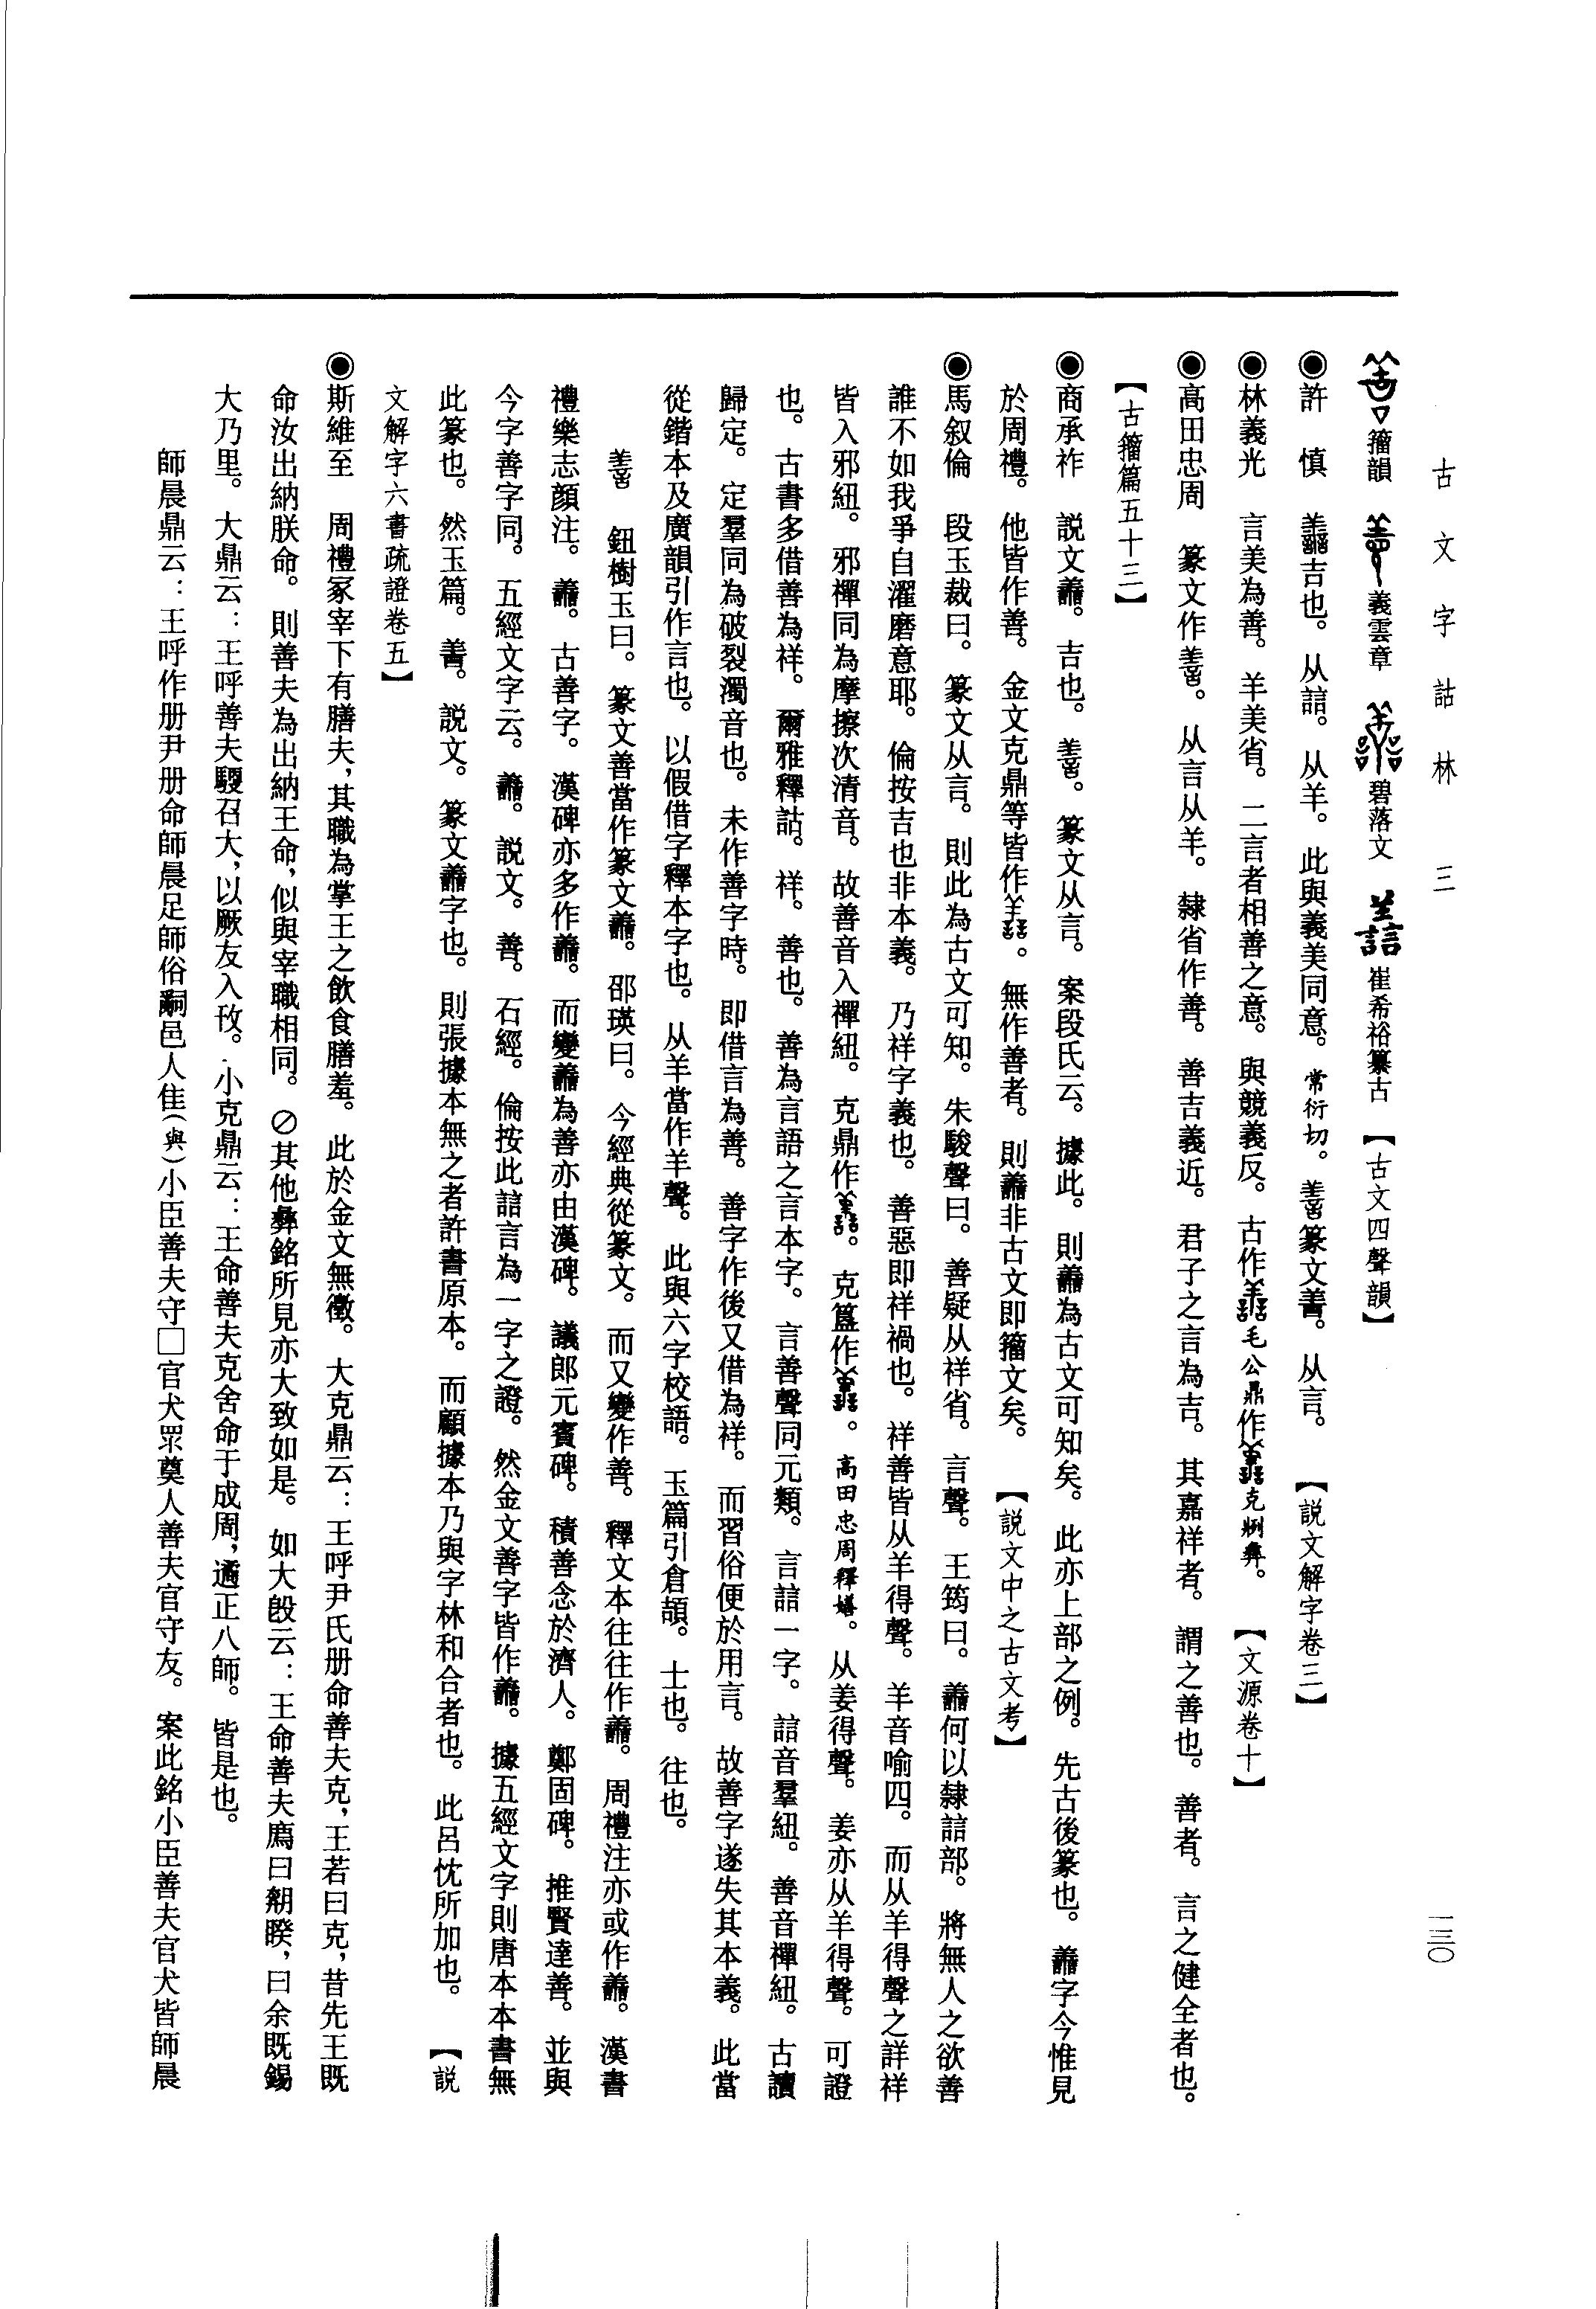 古文字詁林 三
一三〇
籀韻 義雲章 碧落文 崔希裕纂古【古文四聲韻】
◉許 慎 譱吉也。从誩。从羊。此與義美同意。常衍切。篆文善。从言。【説文解字卷三】
◉林義光 言美為善。羊美省。二言者相善之意。與競義反。古作毛公鼎作克𣪘彝。【文源卷十】
◉高田忠周 篆文作。从言从羊。隸省作善。善吉義近。君子之言為吉。其嘉祥者。謂之善也。善者。言之健全者也。
【古籀篇五十三】
◉商承祚 説文譱。吉也。。篆文从言。案段氏云。據此。則譱為古文可知矣。此亦上部之例。先古後篆也。譱字今惟見
於周禮。他皆作善。金文克鼎等皆作。無作善者。則譱非古文即籀文矣。【説文中之古文考】
◉馬叙倫 段玉裁曰。篆文从言。則此為古文可知。朱駿聲曰。善疑从祥省。言聲。王筠曰。譱何以隸誩部。將無人之欲善
誰不如我爭自濯磨意耶。倫按吉也非本義。乃祥字義也。善惡即祥禍也。祥善皆从羊得聲。羊音喻四。而从羊得聲之詳祥
皆入邪紐。邪禪同為摩擦次清音。故善音入禪紐。克鼎作。克簋作。高田忠周釋嬉。从姜得聲。姜亦从羊得聲。可證
也。古書多借善為祥。爾雅釋詁。祥。善也。善為言語之言本字。言善聲同元類。言誩一字。誩音羣紐。善音禪紐。古讀
歸定。定羣同為破裂濁音也。未作善字時。即借言為善。善字作後又借為祥。而習俗便於用言。故善字遂失其本義。此當
從鍇本及廣韻引作言也。以假借字釋本字也。从羊當作羊聲。此與六字校語。玉篇引倉頡。士也。往也。
鈕樹玉曰。篆文善當作篆文譱。邵瑛曰。今經典從篆文。而又變作善。釋文本往往作譱。周禮注亦或作譱。漢書
禮樂志顔注。譱。古善字。漢碑亦多作譱。而變譱為善亦由漢碑。議郎元賓碑。積善念於濟人。鄭固碑。推賢達善。並與
今字善字同。五經文字云。譱。説文。善。石經。倫按此誩言為一字之證。然金文善字皆作譱。據五經文字則唐本本書無
此篆也。然玉篇。善。説文。篆文譱字也。則張據本無之者許書原本。而顧據本乃與字林和合者也。此呂忱所加也。【説
文解字六書疏證卷五】
◉斯維至 周禮冢宰下有膳夫，其職為掌王之飲食膳羞。此於金文無徵。大克鼎云：王呼尹氏册命善夫克，王若曰克，昔先王既
命汝出納朕命。則善夫為出納王命，似與宰職相同。⊘其他彝銘所見亦大致如是。如大𣪘云：王命善夫廌曰䣄睽，曰余既錫
大乃里。大鼎云：王呼善夫騣召大，以厥友入攼。小克鼎云：王命善夫克舍命于成周，遹正八師。皆是也。
師晨鼎云：王呼作册尹册命師晨足師俗𤔲邑人隹（與）小臣善夫守□官犬眔奠人善夫官守友。案此銘小臣善夫官犬皆師晨